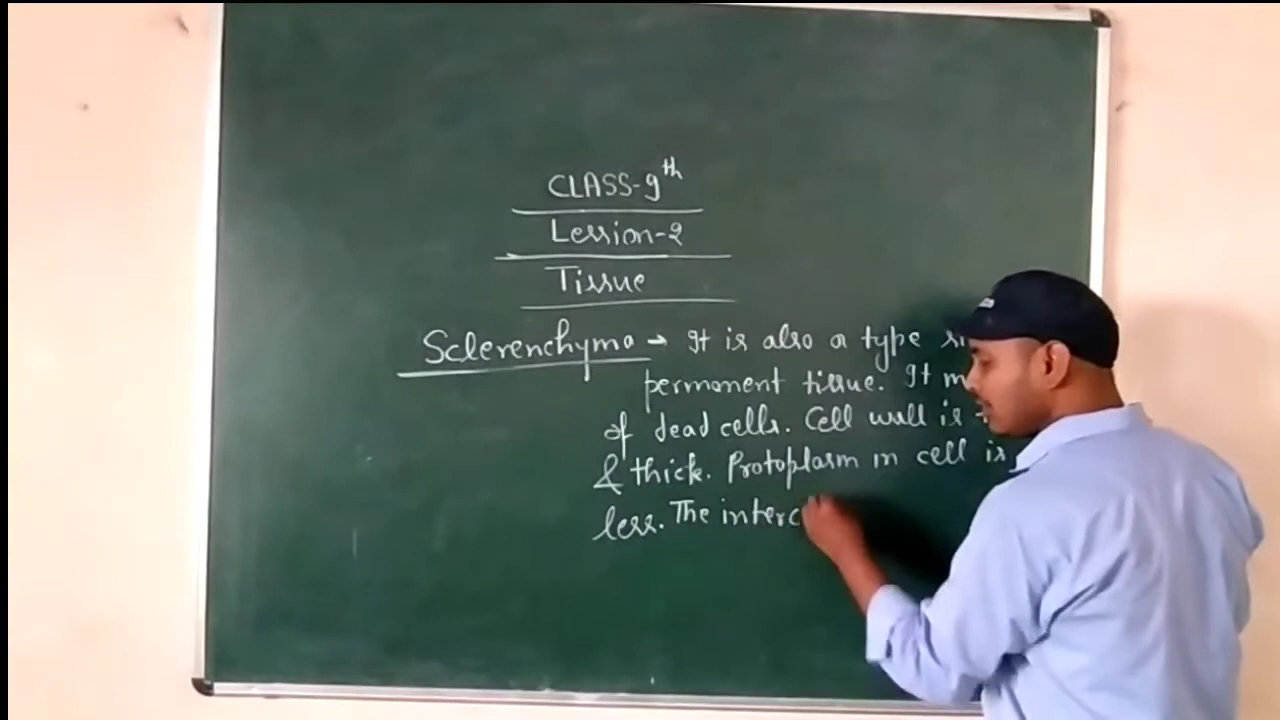 CLASS-9th
Lession-2
Tissue
Sclerenchyma → It is also a type
permanent tissue. It
of dead cells. Cell wall is
& thick. Protoplasm in cell is
less. The interc